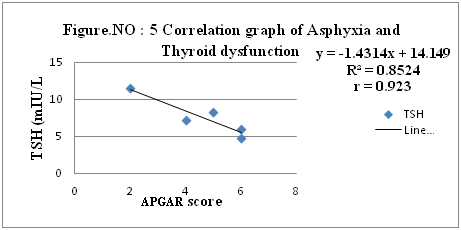 Figure.NO : 5 Correlation graph of Asphyxia and
Thyroid dysfunction
y = -1.4314x + 14.149
R² = 0.8524
r = 0.923
TSH (mIU/L
15
10
5
0
0 2 4 6 8
APGAR score
TSH
Line...